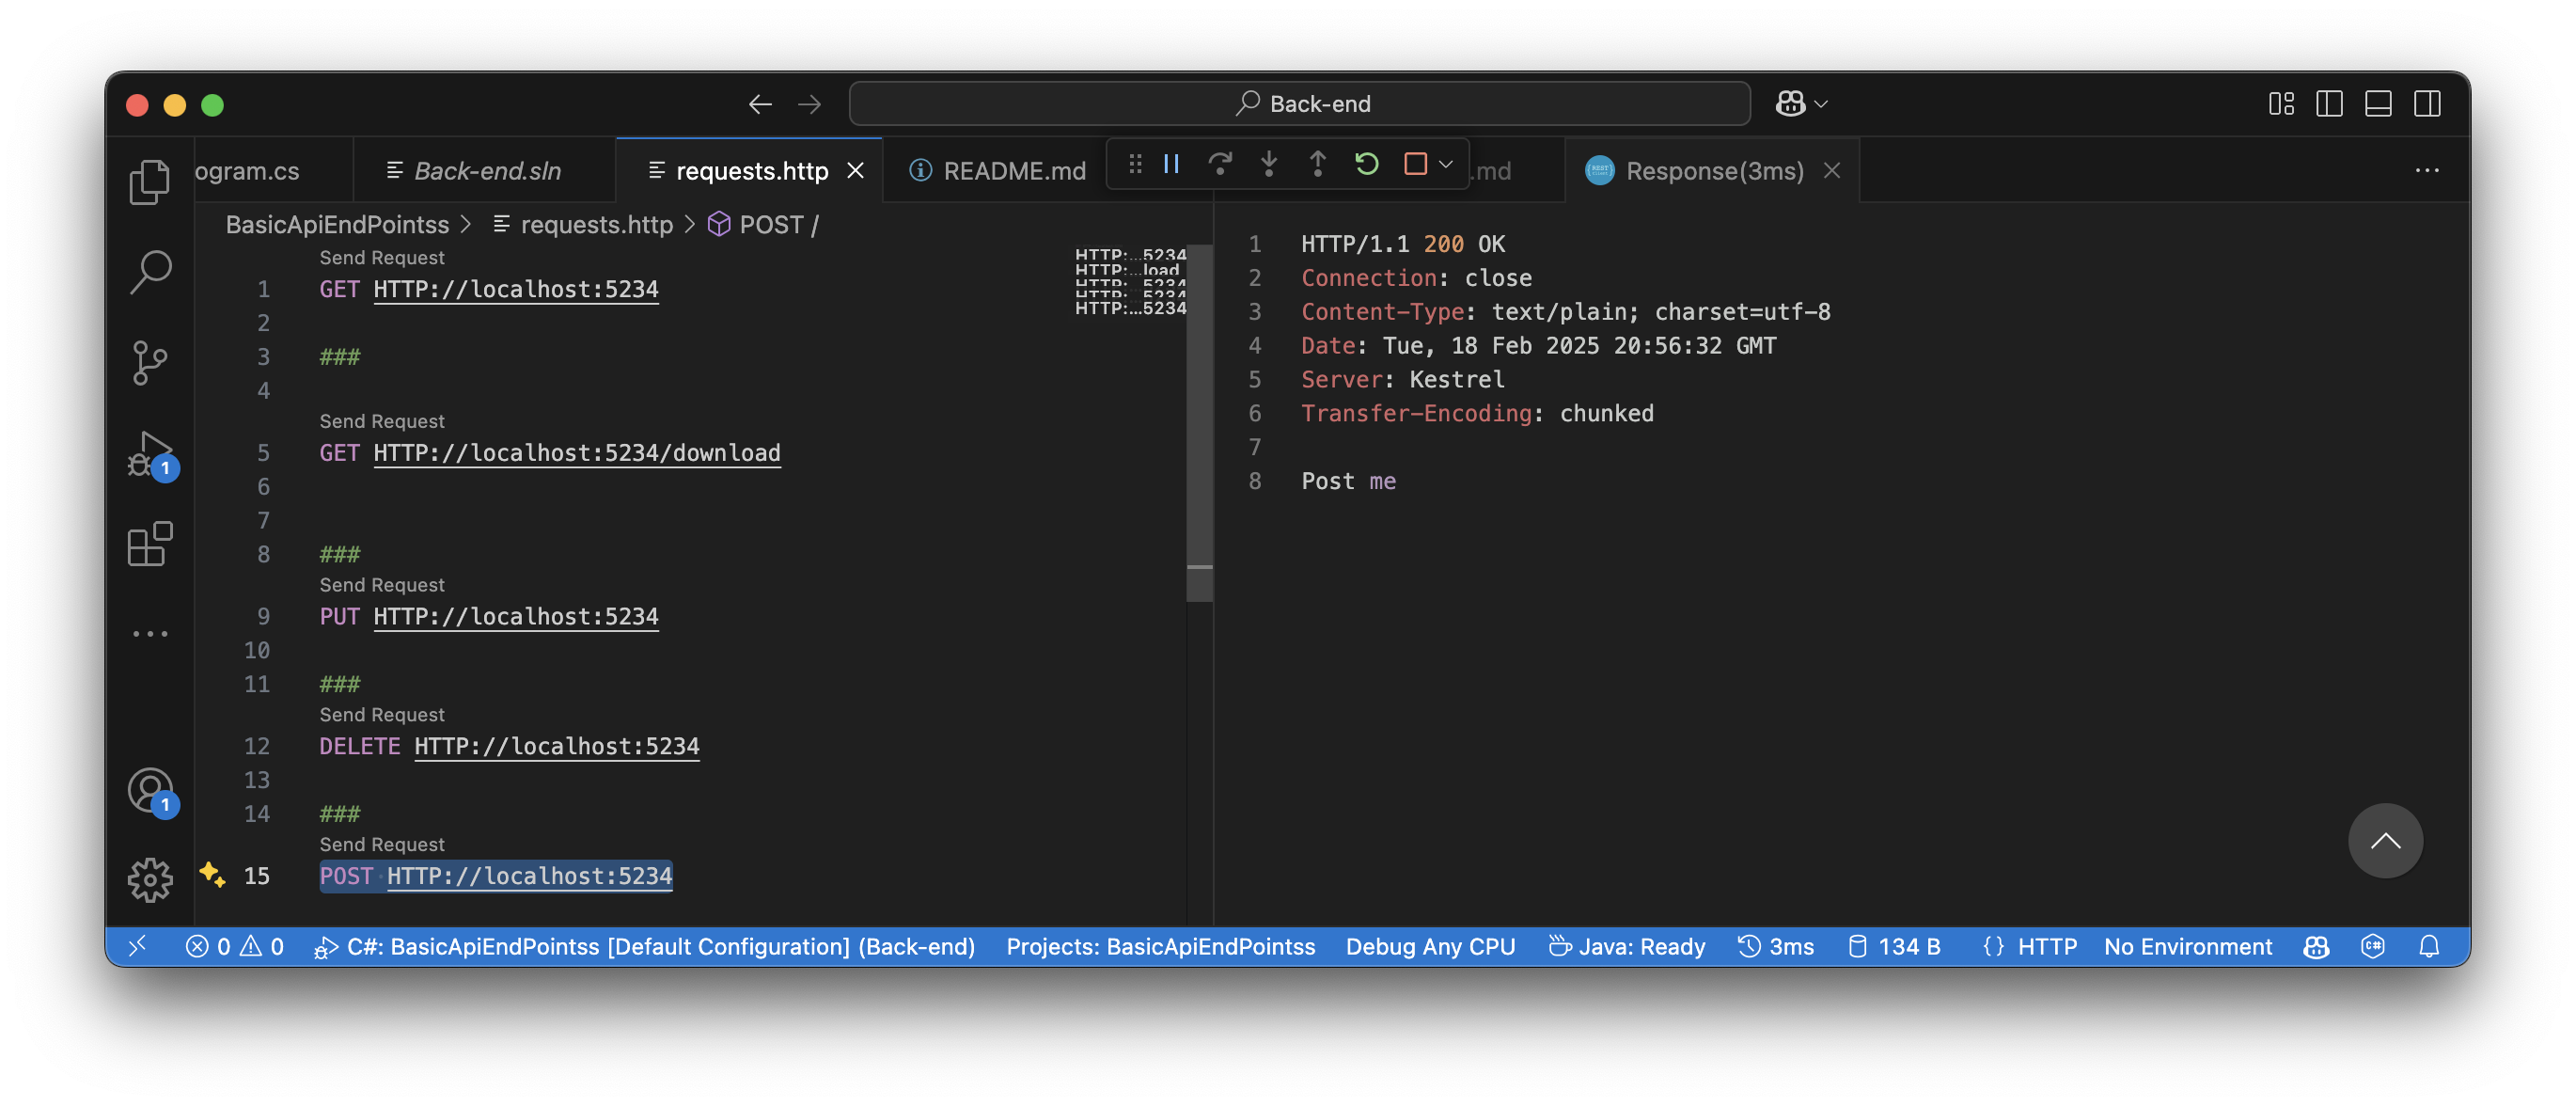 Back-end
ogram.cs
Back-end.sln
requests.http
README.md
.md
Response(3ms)
BasicApiEndPointss > requests.http > POST /
Send Request
1 GET HTTP://localhost:5234
2
3 ###
4
Send Request
5 GET HTTP://localhost:5234/download
6
7
8 ###
Send Request
9 PUT HTTP://localhost:5234
10
11 ###
Send Request
12 DELETE HTTP://localhost:5234
13
14 ###
Send Request
15 POST HTTP://localhost:5234
HTTP:...5234
HTTP:...load
HTTP:...5234
HTTP:...5234
HTTP:...5234
1 HTTP/1.1 200 OK
2 Connection: close
3 Content-Type: text/plain; charset=utf-8
4 Date: Tue, 18 Feb 2025 20:56:32 GMT
5 Server: Kestrel
6 Transfer-Encoding: chunked
7
8 Post me
1
1
0 0 C#: BasicApiEndPointss [Default Configuration] (Back-end) Projects: BasicApiEndPointss Debug Any CPU Java: Ready 3ms 134 B {} HTTP No Environment